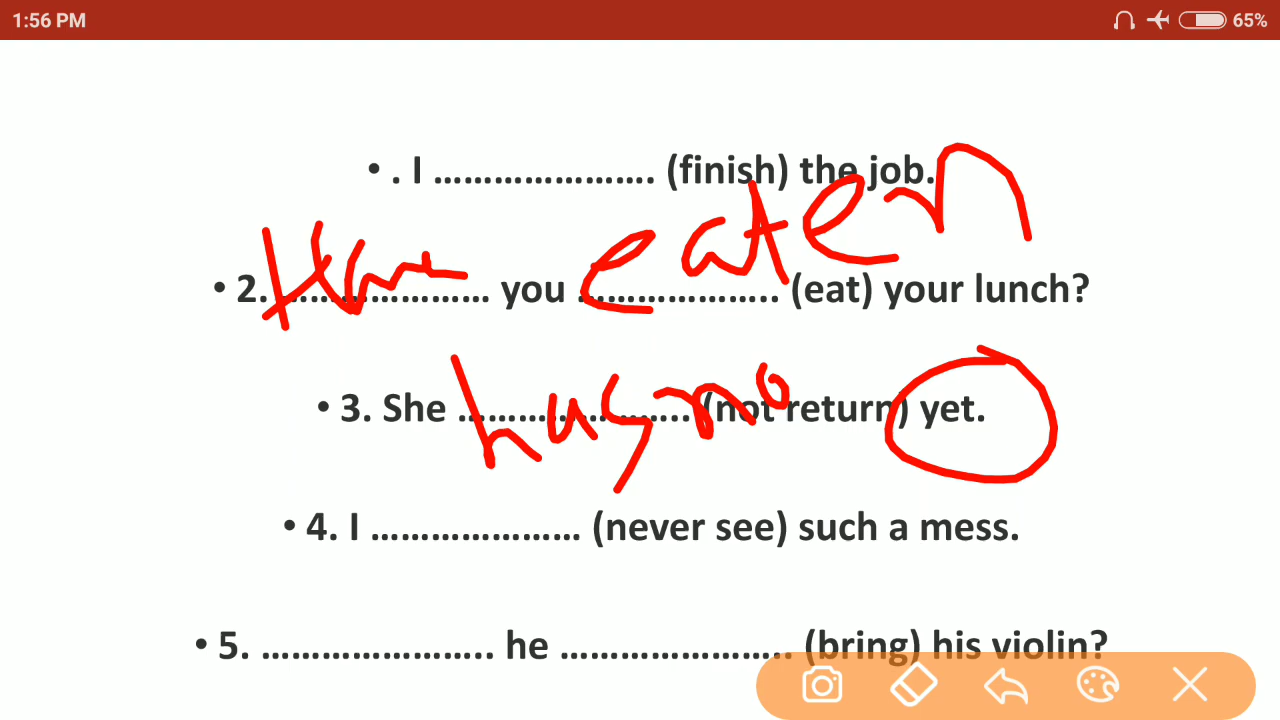 1:56 PM 65%
• . I ...................... (finish) the job.
Have eaten
• 2. ..................... you .................... (eat) your lunch?
has no
• 3. She ....................... (not return) yet.
• 4. I ..................... (never see) such a mess.
• 5. ....................... he ....................... (bring) his violin?